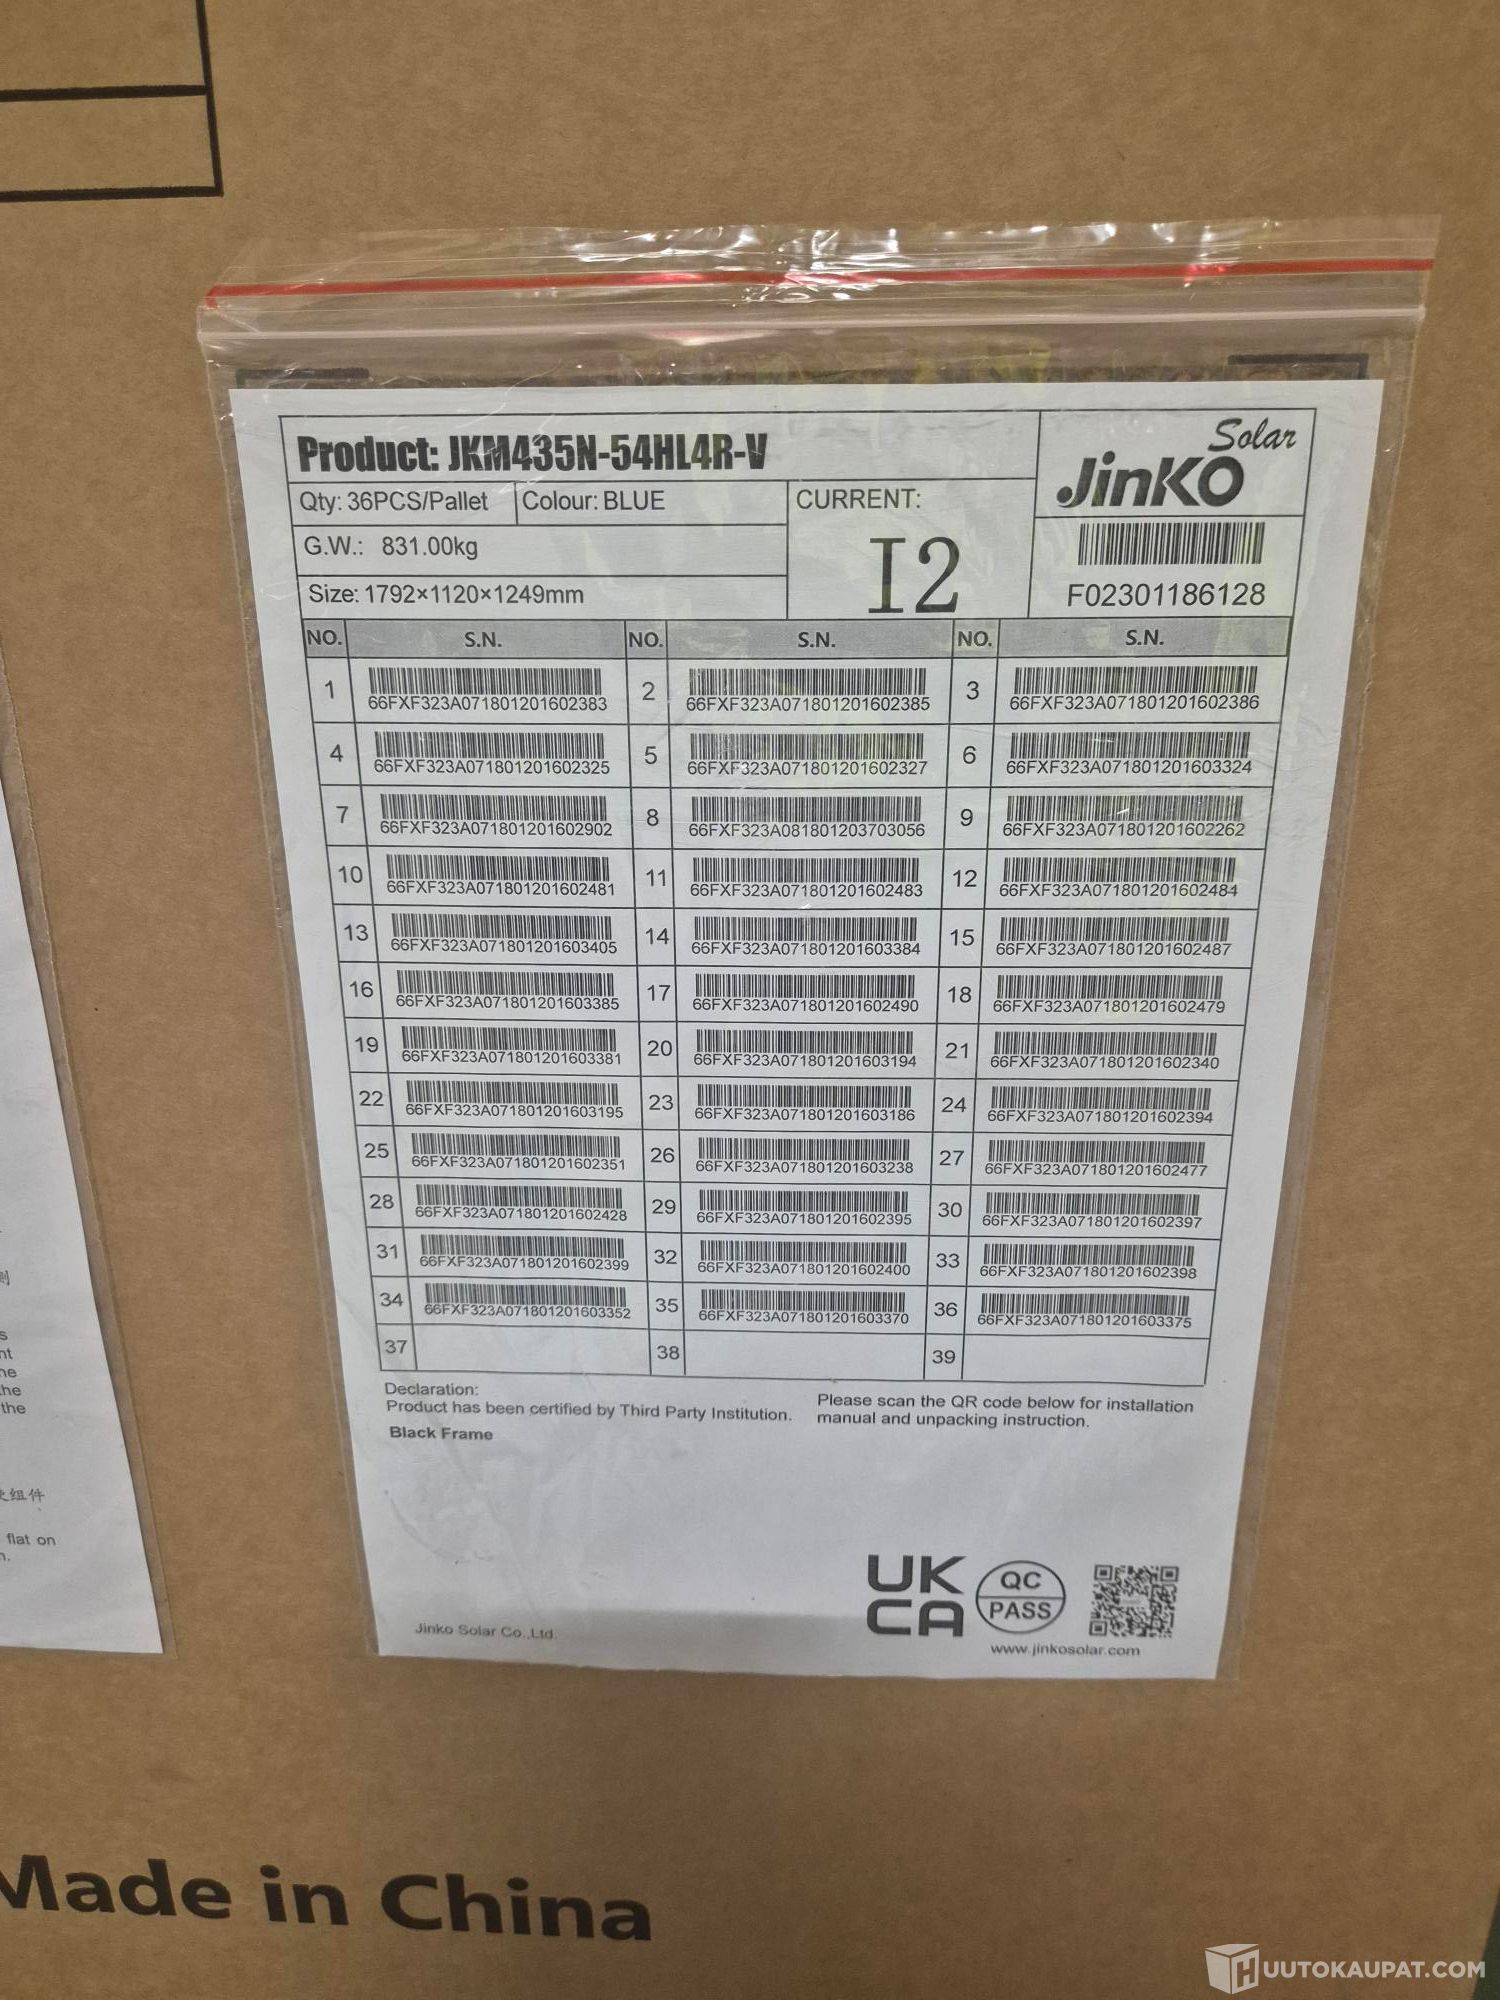 Product: JKM435N-54HL4R-V
Solar
JinKO
Qty: 36PCS/Pallet Colour: BLUE CURRENT:
G.W.: 831.00kg
I2
Size: 1792×1120×1249mm
F02301186128
NO. S.N. NO. S.N. NO. S.N.
1 66FXF323A071801201602383 2 66FXF323A071801201602385 3 66FXF323A071801201602386
4 66FXF323A071801201602325 5 66FXF323A071801201602327 6 66FXF323A071801201603324
7 66FXF323A071801201602902 8 66FXF323A081801203703056 9 66FXF323A071801201602262
10 66FXF323A071801201602481 11 66FXF323A071801201602483 12 66FXF323A071801201602484
13 66FXF323A071801201603405 14 66FXF323A071801201603384 15 66FXF323A071801201602487
16 66FXF323A071801201603385 17 66FXF323A071801201602490 18 66FXF323A071801201602479
19 66FXF323A071801201603381 20 66FXF323A071801201603194 21 66FXF323A071801201602340
22 66FXF323A071801201603195 23 66FXF323A071801201603186 24 66FXF323A071801201602394
25 66FXF323A071801201602351 26 66FXF323A071801201603238 27 66FXF323A071801201602477
28 66FXF323A071801201602428 29 66FXF323A071801201602395 30 66FXF323A071801201602397
31 66FXF323A071801201602399 32 66FXF323A071801201602400 33 66FXF323A071801201602398
34 66FXF323A071801201603352 35 66FXF323A071801201603370 36 66FXF323A071801201603375
37 38 39
Declaration:
Product has been certified by Third Party Institution.
Black Frame
Please scan the QR code below for installation
manual and unpacking instruction.
UK
CA
QC
PASS
www.jinkosolar.com
Jinko Solar Co.,Ltd.
the
组件
flat on
Made in China
HUUTOKAUPAT.COM